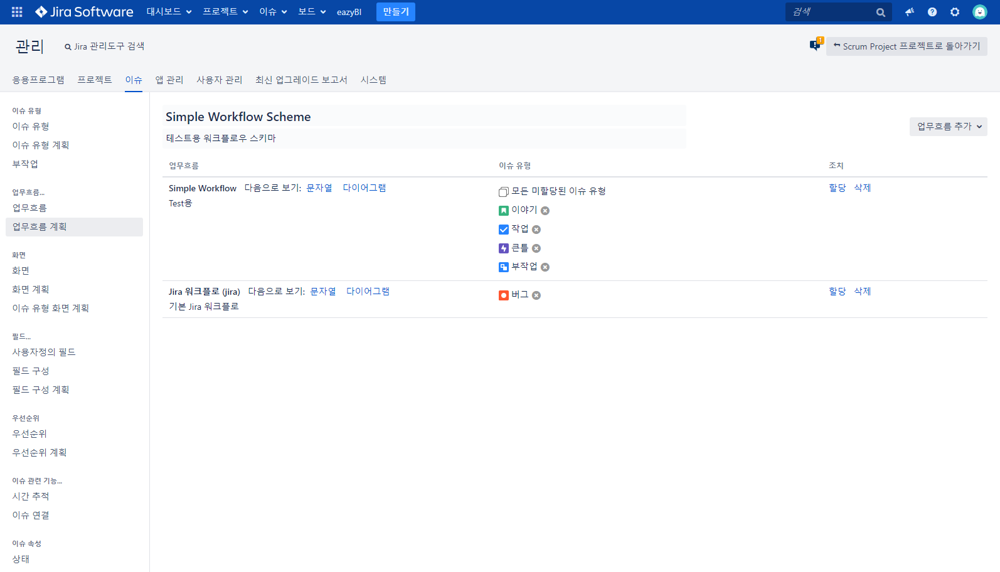 Jira Software 대시보드 프로젝트 이슈 보드 eazyBI 만들기 검색
관리 Jira 관리도구 검색 1 Scrum Project 프로젝트로 돌아가기
응용프로그램 프로젝트 이슈 앱 관리 사용자 관리 최신 업그레이드 보고서 시스템
이슈 유형
이슈 유형
이슈 유형 계획
부작업
업무흐름...
업무흐름
업무흐름 계획
화면
화면
화면 계획
이슈 유형 화면 계획
필드...
사용자정의 필드
필드 구성
필드 구성 계획
우선순위
우선순위
우선순위 계획
이슈 관련 기능...
시간 추적
이슈 연결
이슈 속성
상태
Simple Workflow Scheme
테스트용 워크플로우 스키마
업무흐름 추가
업무흐름 이슈 유형 조치
Simple Workflow 다음으로 보기: 문자열 다이어그램
Test용
모든 미할당된 이슈 유형
이야기
작업
큰틀
부작업
할당 삭제
Jira 워크플로 (jira) 다음으로 보기: 문자열 다이어그램
기본 Jira 워크플로
버그
할당 삭제